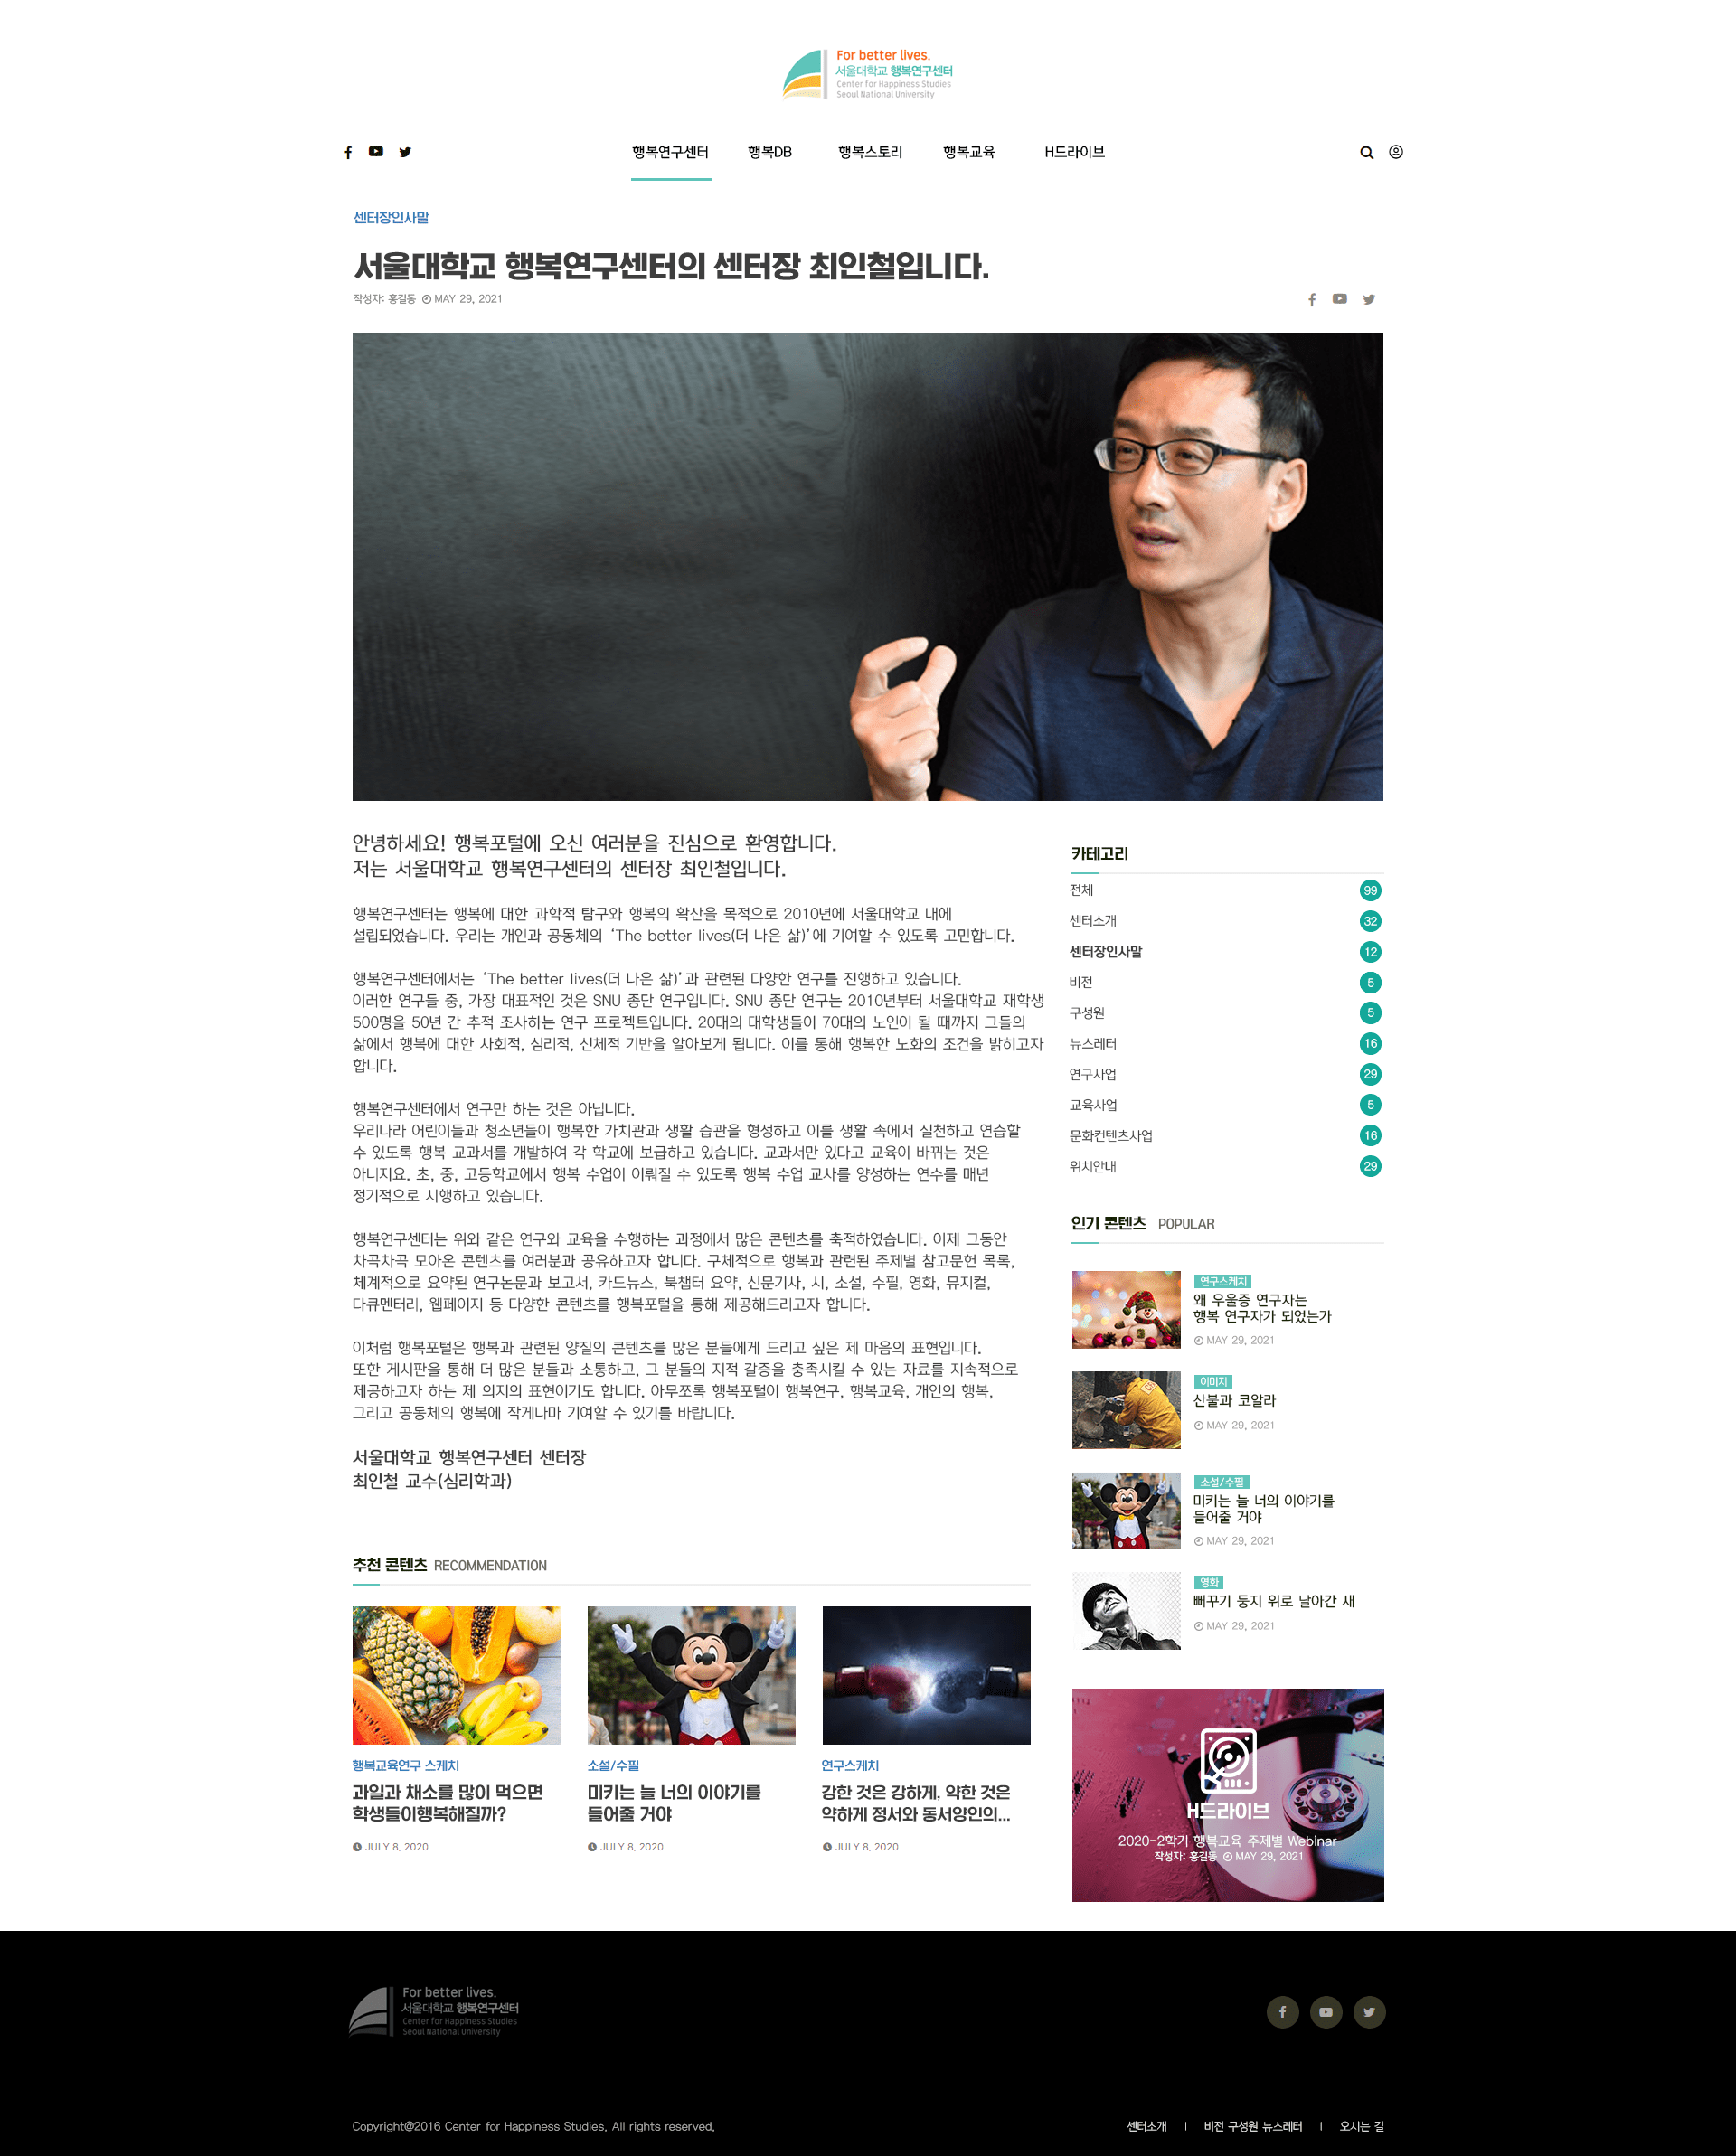 For better lives.
서울대학교 행복연구센터
Center for Happiness Studies
Seoul National University
행복연구센터 행복DB 행복스토리 행복교육 H드라이브
센터장인사말
서울대학교 행복연구센터의 센터장 최인철입니다.
작성자: 홍길동 MAY 29, 2021
안녕하세요! 행복포털에 오신 여러분을 진심으로 환영합니다.
저는 서울대학교 행복연구센터의 센터장 최인철입니다.
행복연구센터는 행복에 대한 과학적 탐구와 행복의 확산을 목적으로 2010년에 서울대학교 내에
설립되었습니다. 우리는 개인과 공동체의 ‘The better lives(더 나은 삶)’에 기여할 수 있도록 고민합니다.
행복연구센터에서는 ‘The better lives(더 나은 삶)’과 관련된 다양한 연구를 진행하고 있습니다.
이러한 연구들 중, 가장 대표적인 것은 SNU 종단 연구입니다. SNU 종단 연구는 2010년부터 서울대학교 재학생
500명을 50년 간 추적 조사하는 연구 프로젝트입니다. 20대의 대학생들이 70대의 노인이 될 때까지 그들의
삶에서 행복에 대한 사회적, 심리적, 신체적 기반을 알아보게 됩니다. 이를 통해 행복한 노화의 조건을 밝히고자
합니다.
행복연구센터에서 연구만 하는 것은 아닙니다.
우리나라 어린이들과 청소년들이 행복한 가치관과 생활 습관을 형성하고 이를 생활 속에서 실천하고 연습할
수 있도록 행복 교과서를 개발하여 각 학교에 보급하고 있습니다. 교과서만 있다고 교육이 바뀌는 것은
아니지요. 초, 중, 고등학교에서 행복 수업이 이뤄질 수 있도록 행복 수업 교사를 양성하는 연수를 매년
정기적으로 시행하고 있습니다.
행복연구센터는 위와 같은 연구와 교육을 수행하는 과정에서 많은 콘텐츠를 축적하였습니다. 이제 그동안
차곡차곡 모아온 콘텐츠를 여러분과 공유하고자 합니다. 구체적으로 행복과 관련된 주제별 참고문헌 목록,
체계적으로 요약된 연구논문과 보고서, 카드뉴스, 북챕터 요약, 신문기사, 시, 소설, 수필, 영화, 뮤지컬,
다큐멘터리, 웹페이지 등 다양한 콘텐츠를 행복포털을 통해 제공해드리고자 합니다.
이처럼 행복포털은 행복과 관련된 양질의 콘텐츠를 많은 분들에게 드리고 싶은 제 마음의 표현입니다.
또한 게시판을 통해 더 많은 분들과 소통하고, 그 분들의 지적 갈증을 충족시킬 수 있는 자료를 지속적으로
제공하고자 하는 제 의지의 표현이기도 합니다. 아무쪼록 행복포털이 행복연구, 행복교육, 개인의 행복,
그리고 공동체의 행복에 작게나마 기여할 수 있기를 바랍니다.
서울대학교 행복연구센터 센터장
최인철 교수(심리학과)
카테고리
전체 99
센터소개 32
센터장인사말 12
비전 5
구성원 5
뉴스레터 16
연구사업 29
교육사업 5
문화컨텐츠사업 16
위치안내 29
인기 콘텐츠 POPULAR
연구스케치
왜 우울증 연구자는
행복 연구자가 되었는가
MAY 29, 2021
이미지
산불과 코알라
MAY 29, 2021
소설/수필
미키는 늘 너의 이야기를
들어줄 거야
MAY 29, 2021
영화
뻐꾸기 둥지 위로 날아간 새
MAY 29, 2021
추천 콘텐츠 RECOMMENDATION
행복교육연구 스케치
과일과 채소를 많이 먹으면
학생들이행복해질까?
JULY 8, 2020
소설/수필
미키는 늘 너의 이야기를
들어줄 거야
JULY 8, 2020
연구스케치
강한 것은 강하게, 약한 것은
약하게 정서와 동서양인의...
JULY 8, 2020
H드라이브
2020-2학기 행복교육 주제별 Webinar
작성자: 홍길동 MAY 29, 2021
For better lives.
서울대학교 행복연구센터
Center for Happiness Studies
Seoul National University
Copyright@2016 Center for Happiness Studies, All rights reserved.
센터소개 | 비전 구성원 뉴스레터 | 오시는 길